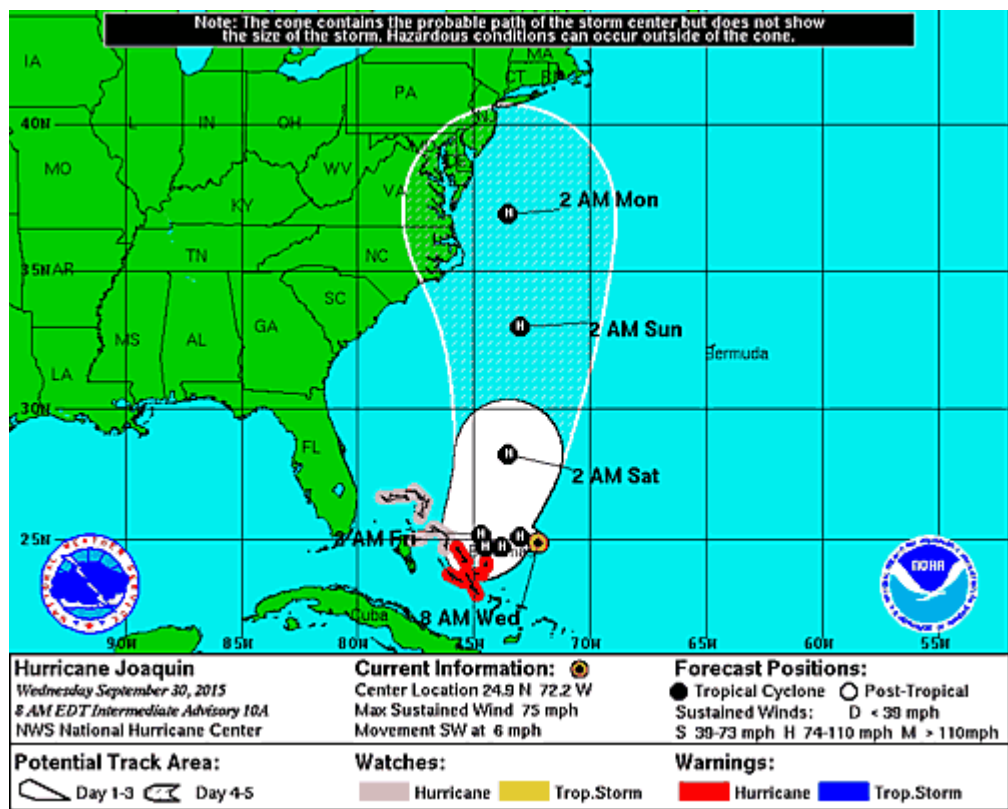 Note: The cone contains the probable path of the storm center but does not show
the size of the storm. Hazardous conditions can occur outside of the cone.
IA
PA
MA
CT
RI
NJ
40N
IL
IN
OH
MO
WV
DE
VA
KY
2 AM Mon
TN
NC
35N
AR
SC
MS
AL
GA
2 AM Sun
Bermuda
LA
30N
FL
2 AM Sat
25N
2 AM Fri
H
H
H
H
H
H
H
NATIONAL WEATHER SERVICE
NOAA
Cuba
8 AM Wed
90W
85W
80W
75W
70W
65W
60W
55W
Hurricane Joaquin
Wednesday September 30, 2015
8 AM EDT Intermediate Advisory 10A
NWS National Hurricane Center
Current Information:
Center Location 24.9 N 72.2 W
Max Sustained Wind 75 mph
Movement SW at 6 mph
Forecast Positions:
Tropical Cyclone Post-Tropical
Sustained Winds: D < 39 mph
S 39-73 mph H 74-110 mph M > 110mph
Potential Track Area:
Day 1-3 Day 4-5
Watches:
Hurricane Trop.Storm
Warnings:
Hurricane Trop.Storm